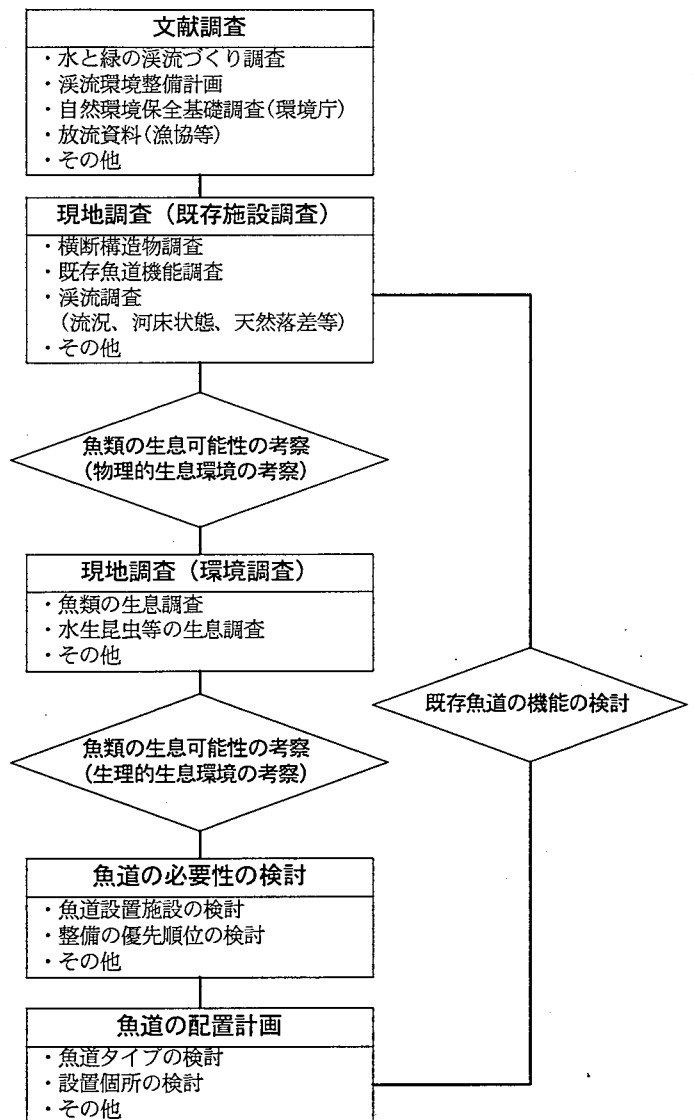 文献調査
・水と緑の渓流づくり調査
・渓流環境整備計画
・自然環境保全基礎調査(環境庁)
・放流資料(漁協等)
・その他
現地調査（既存施設調査）
・横断構造物調査
・既存魚道機能調査
・渓流調査
（流況、河床状態、天然落差等）
・その他
魚類の生息可能性の考察
(物理的生息環境の考察)
現地調査（環境調査）
・魚類の生息調査
・水生昆虫等の生息調査
・その他
既存魚道の機能の検討
魚類の生息可能性の考察
(生理的生息環境の考察)
魚道の必要性の検討
・魚道設置施設の検討
・整備の優先順位の検討
・その他
魚道の配置計画
・魚道タイプの検討
・設置個所の検討
・その他